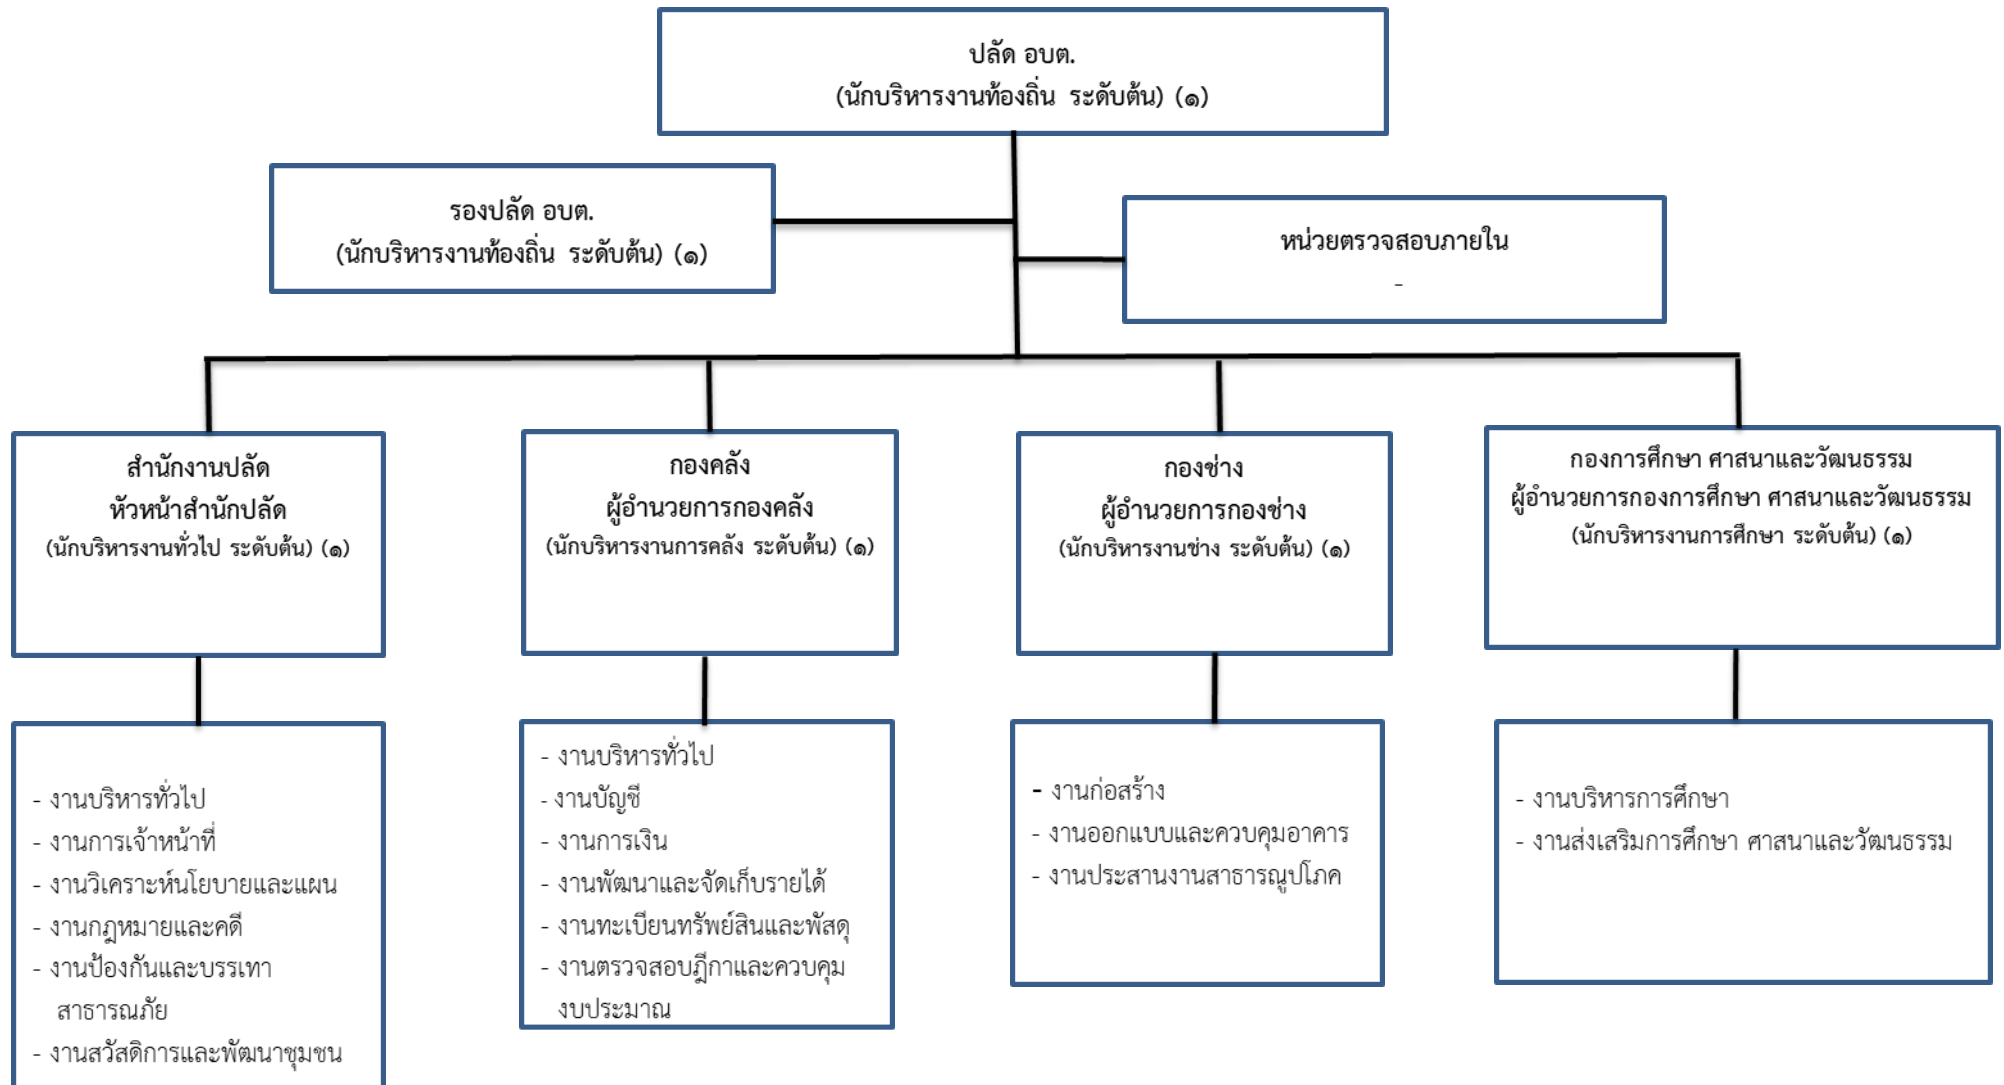 ปลัด อบต.
(นักบริหารงานท้องถิ่น ระดับต้น) (๑)
รองปลัด อบต.
(นักบริหารงานท้องถิ่น ระดับต้น) (๑)
หน่วยตรวจสอบภายใน
-
สำนักงานปลัด
หัวหน้าสำนักปลัด
(นักบริหารงานทั่วไป ระดับต้น) (๑)
กองคลัง
ผู้อำนวยการกองคลัง
(นักบริหารงานการคลัง ระดับต้น) (๑)
กองช่าง
ผู้อำนวยการกองช่าง
(นักบริหารงานช่าง ระดับต้น) (๑)
กองการศึกษา ศาสนาและวัฒนธรรม
ผู้อำนวยการกองการศึกษา ศาสนาและวัฒนธรรม
(นักบริหารงานการศึกษา ระดับต้น) (๑)
- งานบริหารทั่วไป
- งานการเจ้าหน้าที่
- งานวิเคราะห์นโยบายและแผน
- งานกฎหมายและคดี
- งานป้องกันและบรรเทา
สาธารณภัย
- งานสวัสดิการและพัฒนาชุมชน
- งานบริหารทั่วไป
- งานบัญชี
- งานการเงิน
- งานพัฒนาและจัดเก็บรายได้
- งานทะเบียนทรัพย์สินและพัสดุ
- งานตรวจสอบฎีกาและควบคุม
งบประมาณ
- งานก่อสร้าง
- งานออกแบบและควบคุมอาคาร
- งานประสานงานสาธารณูปโภค
- งานบริหารการศึกษา
- งานส่งเสริมการศึกษา ศาสนาและวัฒนธรรม